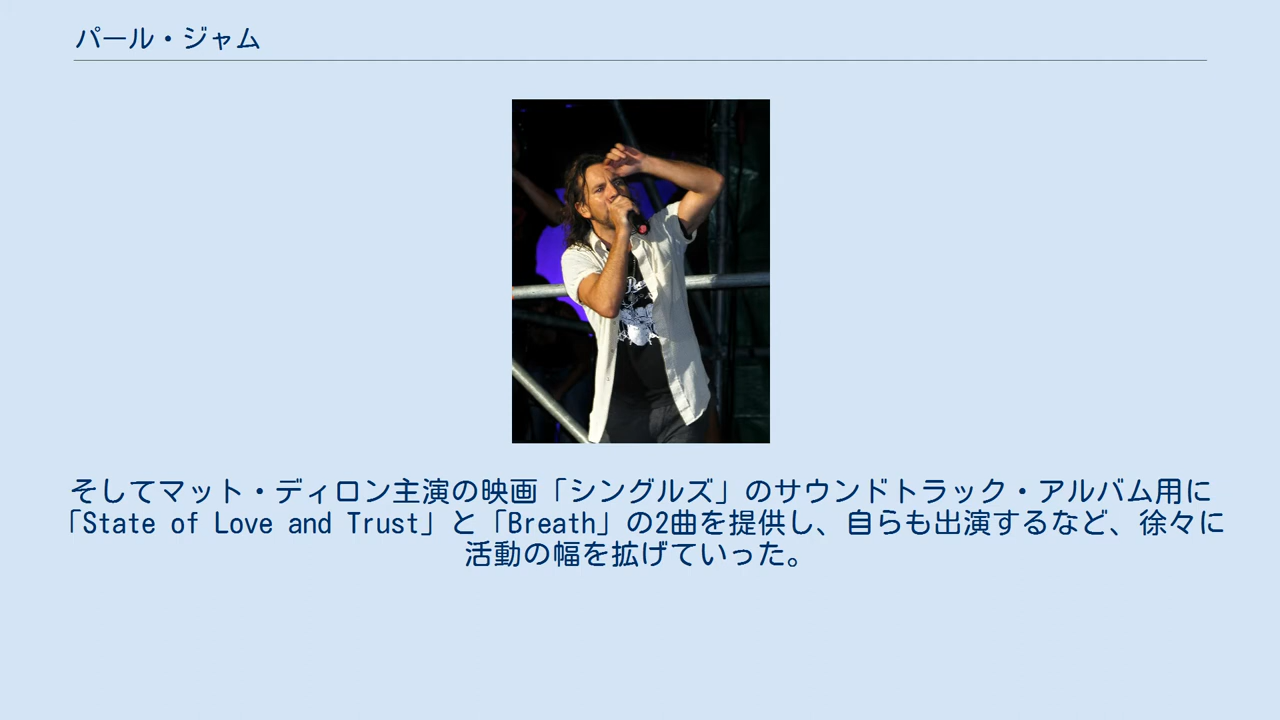 パール・ジャム
そしてマット・ディロン主演の映画「シングルズ」のサウンドトラック・アルバム用に
「State of Love and Trust」と「Breath」の2曲を提供し、自らも出演するなど、徐々に
活動の幅を拡げていった。